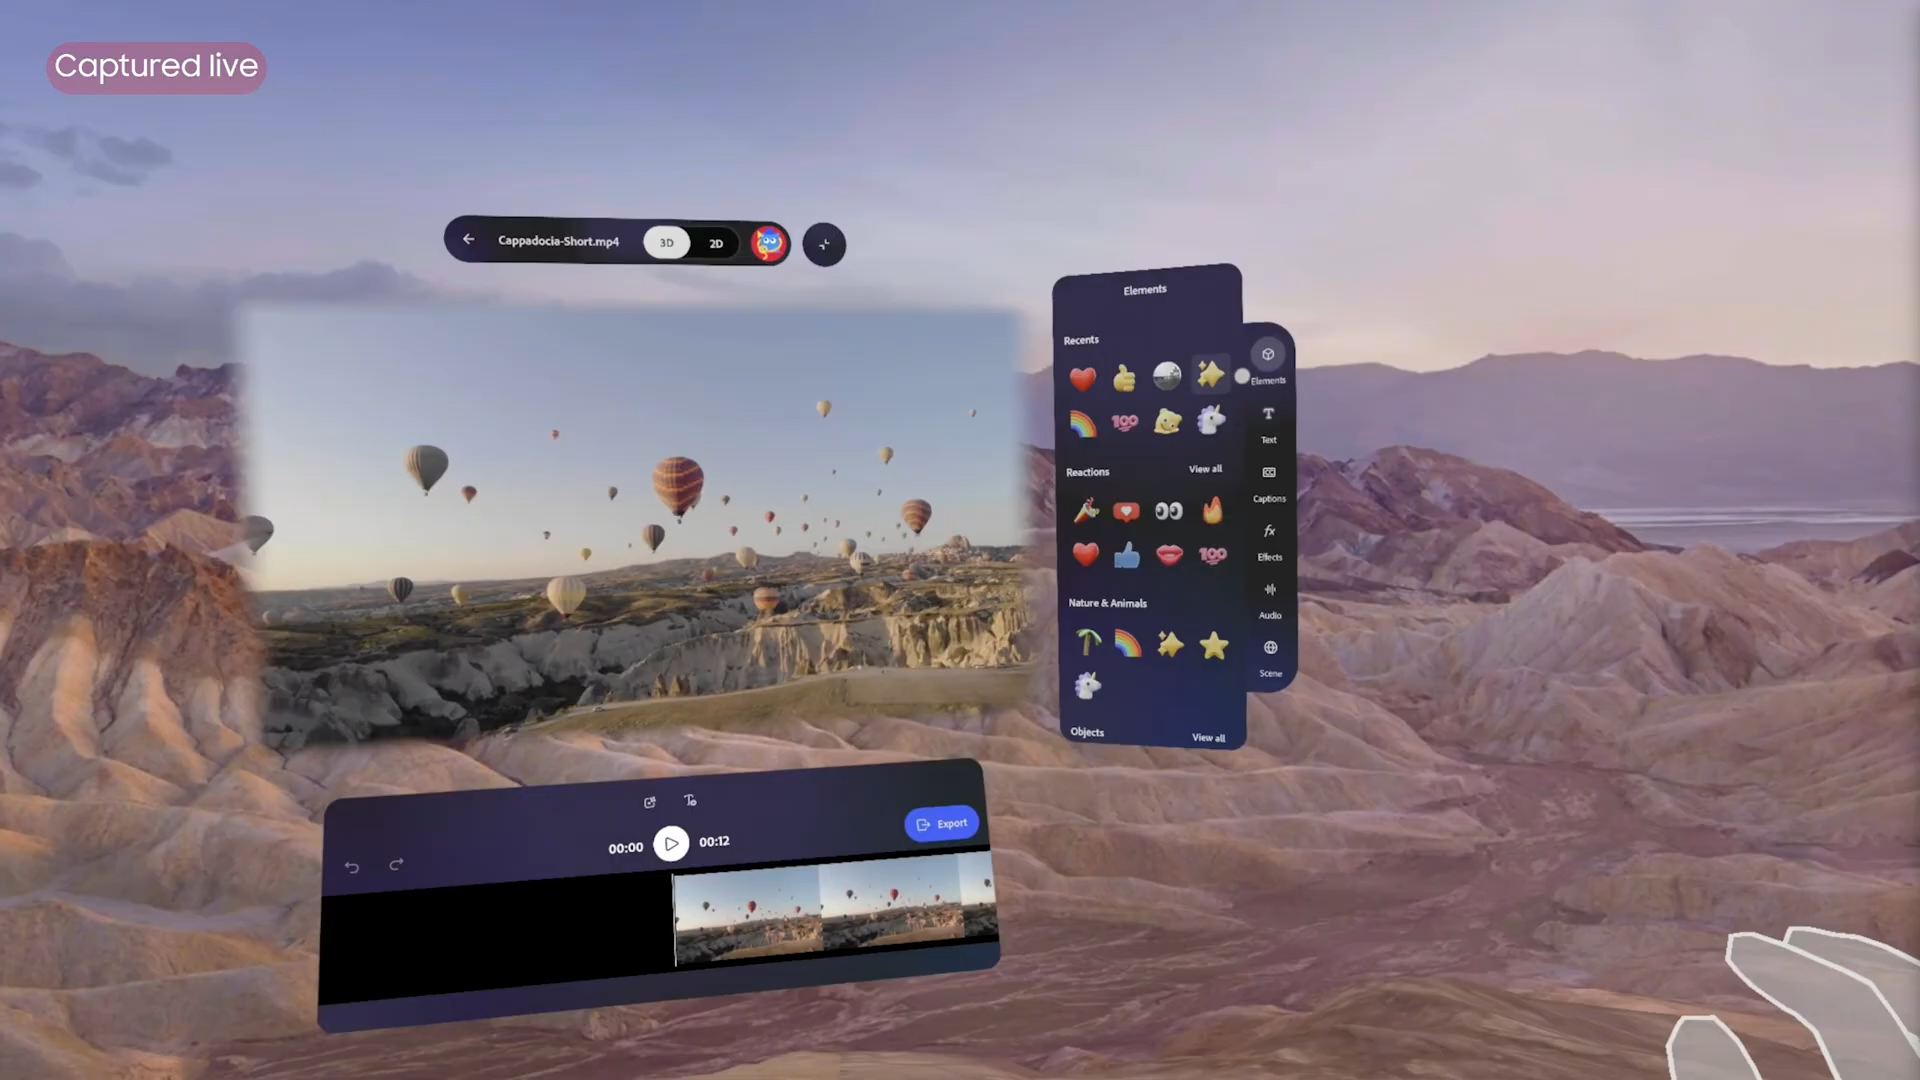 Captured live
Cappadocia-Short.mp4
3D
2D
Elements
Recents
Elements
Text
Reactions
View all
Captions
Effects
Nature & Animals
Audio
Scene
Objects
View all
00:00
00:12
Export